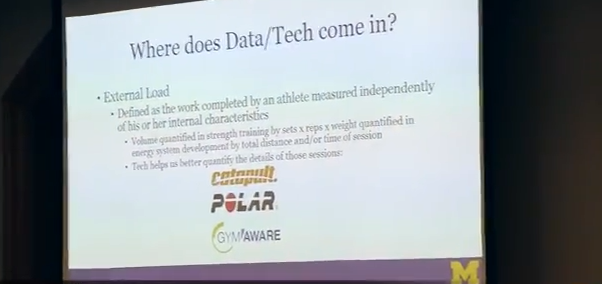 Where does Data/Tech come in?
• External Load
• Defined as the work completed by an athlete measured independently
of his or her internal characteristics
• Volume quantified in strength training by sets x reps x weight quantified in
energy system development by total distance and/or time of session
• Tech helps us better quantify the details of those sessions:
catapult
POLAR
GYMAWARE
M